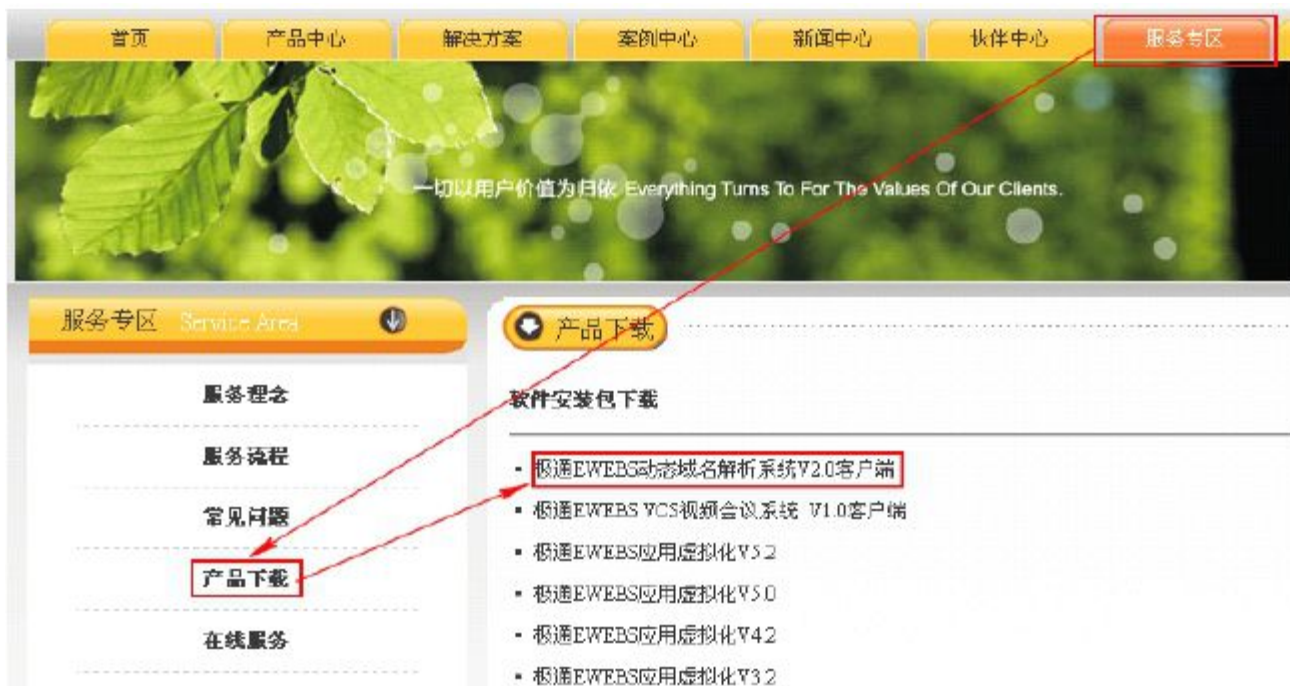 首页 产品中心 解决方案 案例中心 新闻中心 伙伴中心 服务专区
一切以用户价值为归依 Everything Turns To For The Values Of Our Clients.
服务专区 Service Area
服务理念
服务流程
常见问题
产品下载
在线服务
产品下载
软件安装包下载
极通EWEBS动态域名解析系统V2.0客户端
极通EWEBS VCS视频会议系统 V1.0客户端
极通EWEBS应用虚拟化V5.2
极通EWEBS应用虚拟化V5.0
极通EWEBS应用虚拟化V4.2
极通EWEBS应用虚拟化V3.2